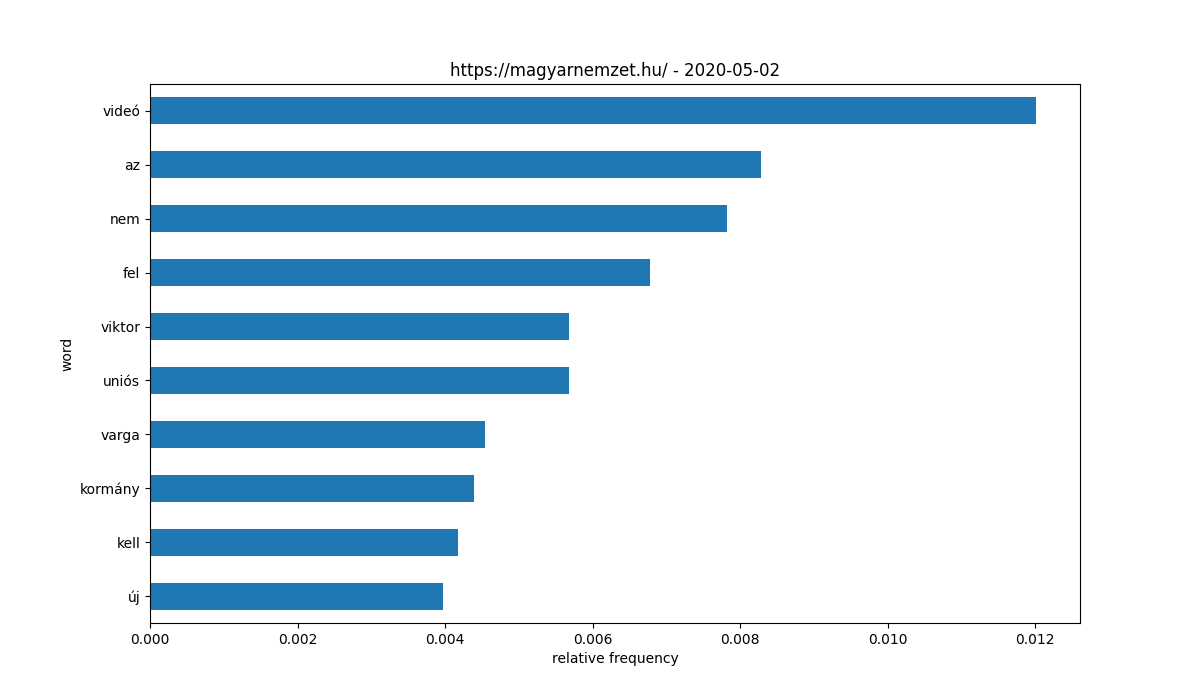 https://magyarnemzet.hu/ - 2020-05-02
videó
az
nem
fel
viktor
uniós
varga
kormány
kell
új
word
0.000 0.002 0.004 0.006 0.008 0.010 0.012
relative frequency